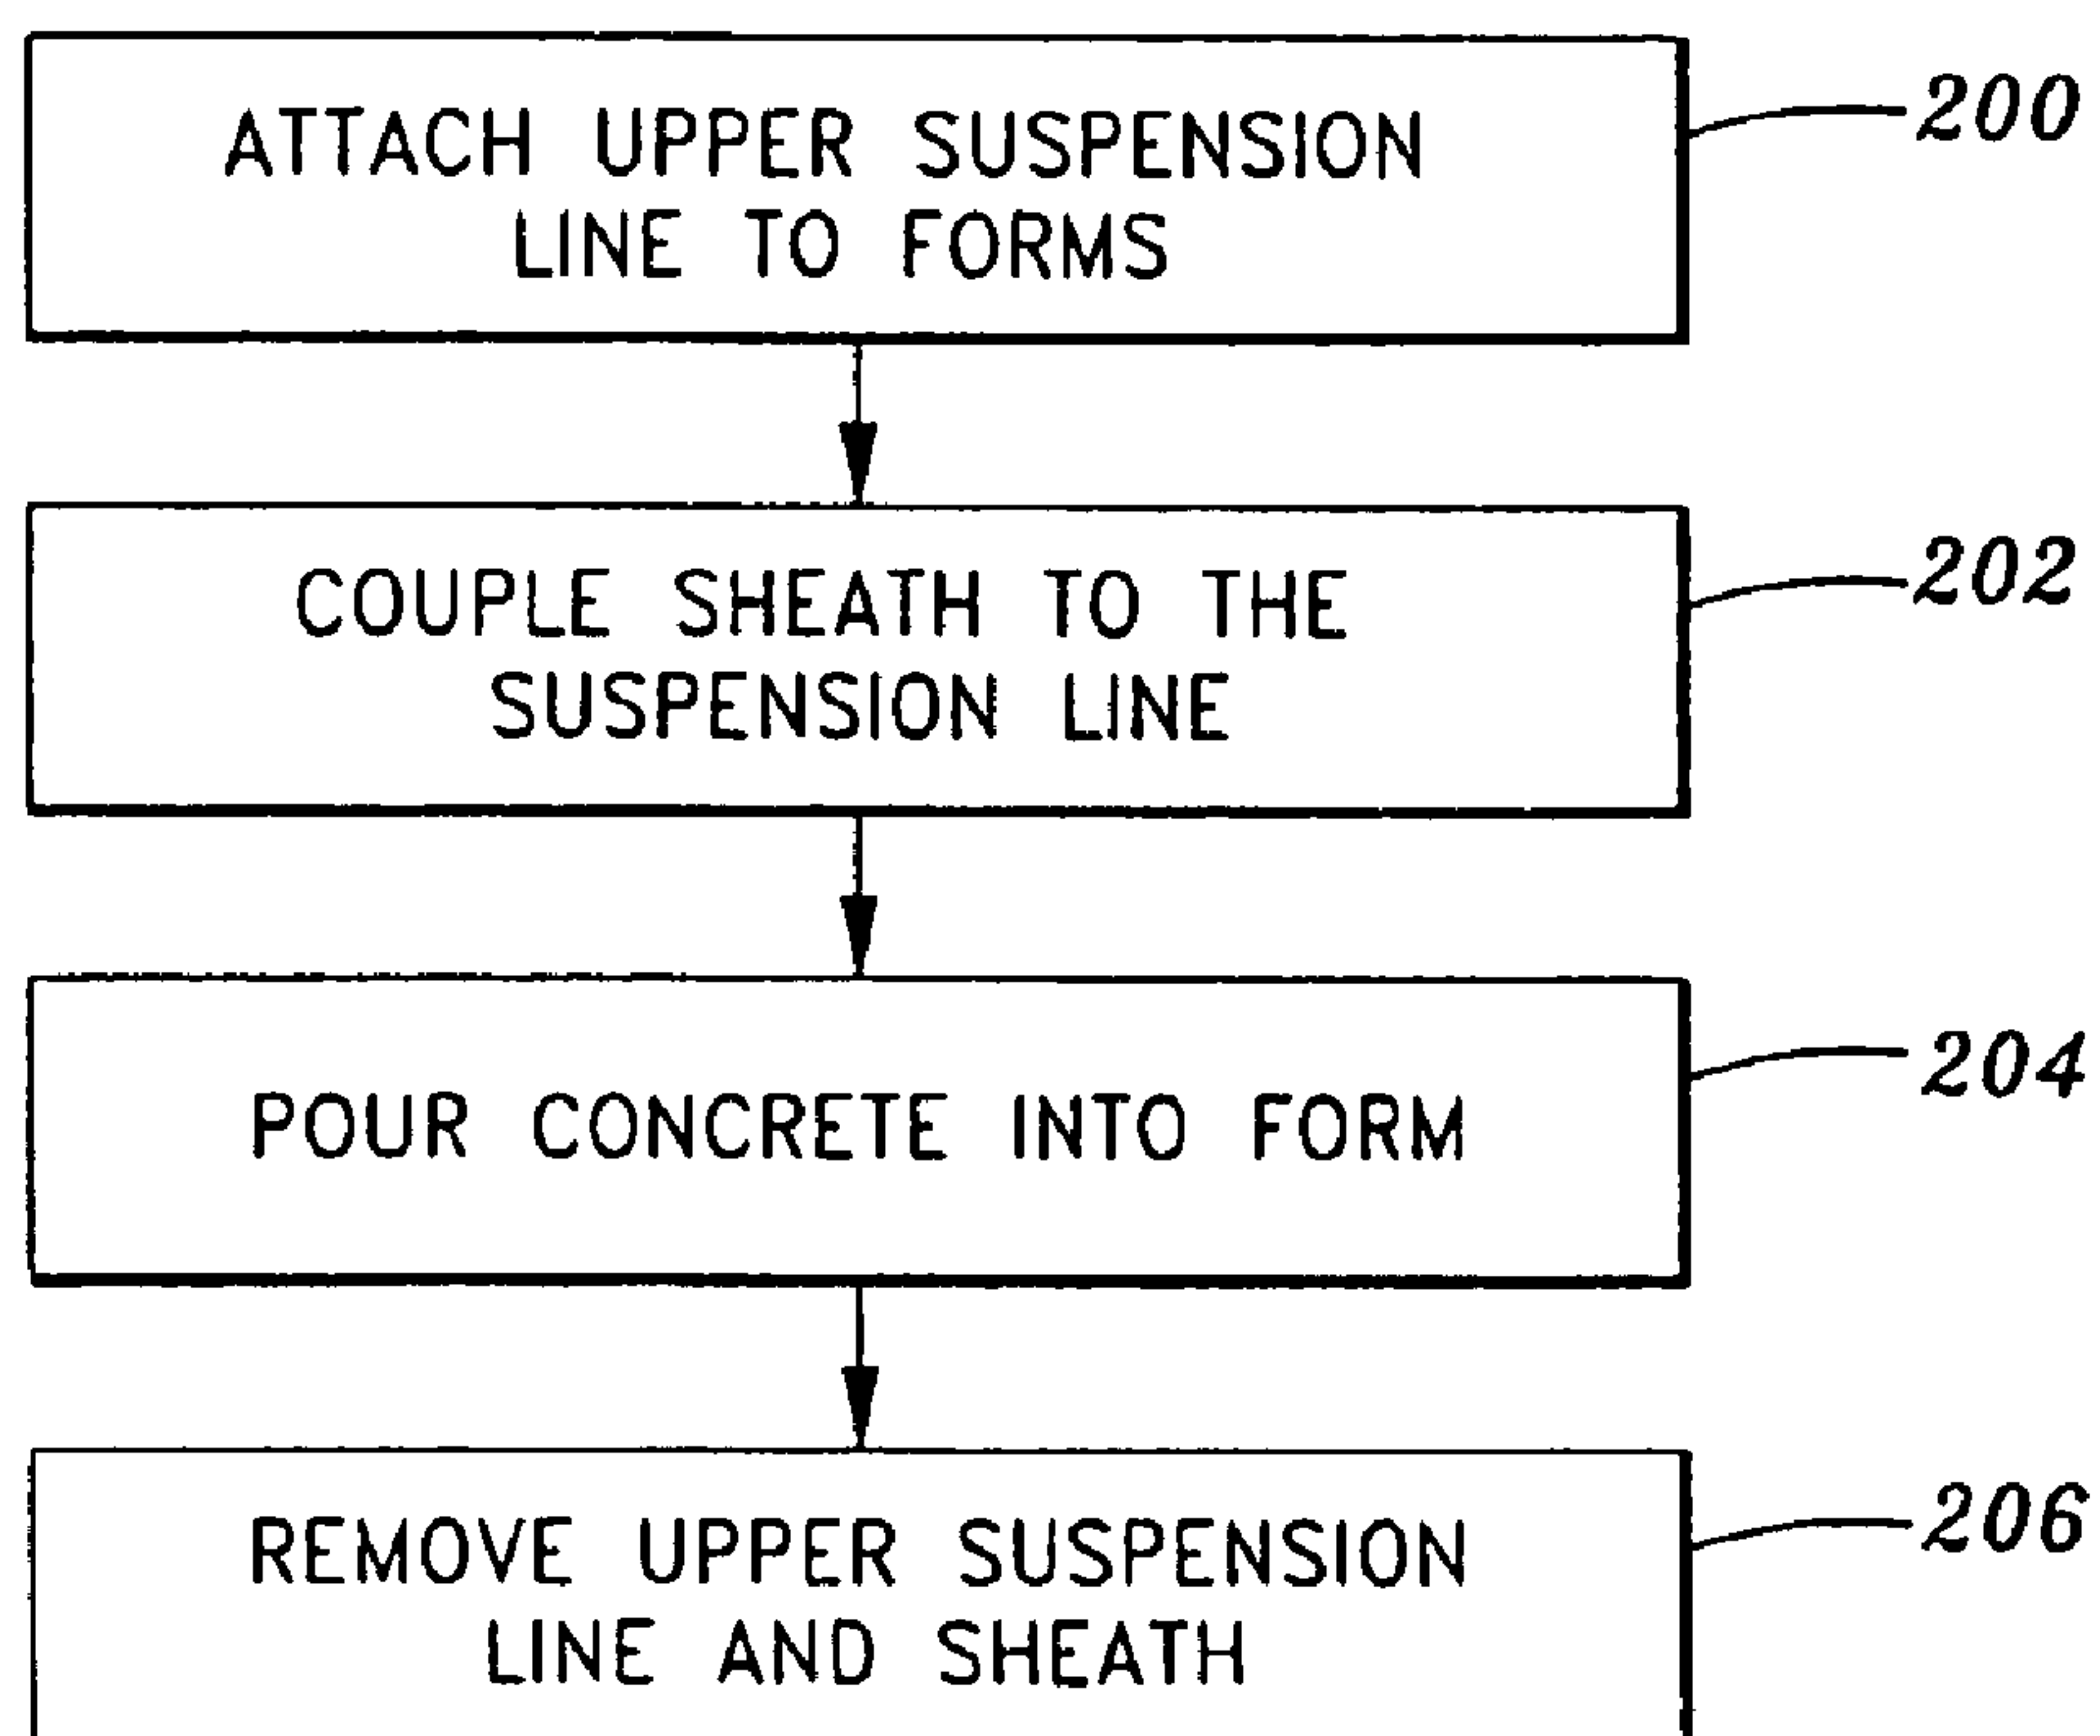 ATTACH UPPER SUSPENSION
LINE TO FORMS
200
COUPLE SHEATH TO THE
SUSPENSION LINE
202
POUR CONCRETE INTO FORM
204
REMOVE UPPER SUSPENSION
LINE AND SHEATH
206